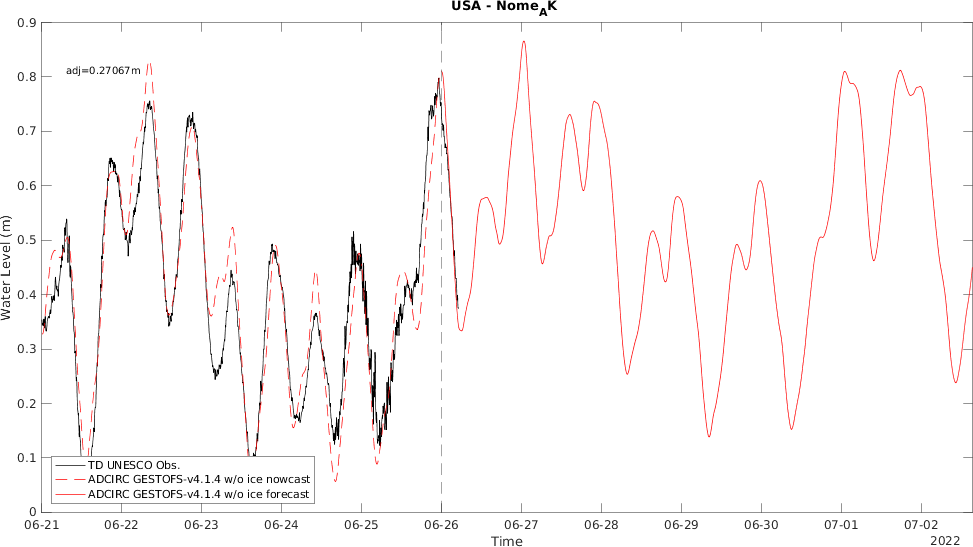 USA - Nome_AK
adj=0.27067m
0.9
0.8
0.7
0.6
0.5
0.4
0.3
0.2
0.1
0
Water Level (m)
TD UNESCO Obs.
ADCIRC GESTOFS-v4.1.4 w/o ice nowcast
ADCIRC GESTOFS-v4.1.4 w/o ice forecast
06-21 06-22 06-23 06-24 06-25 06-26 06-27 06-28 06-29 06-30 07-01 07-02
Time
2022